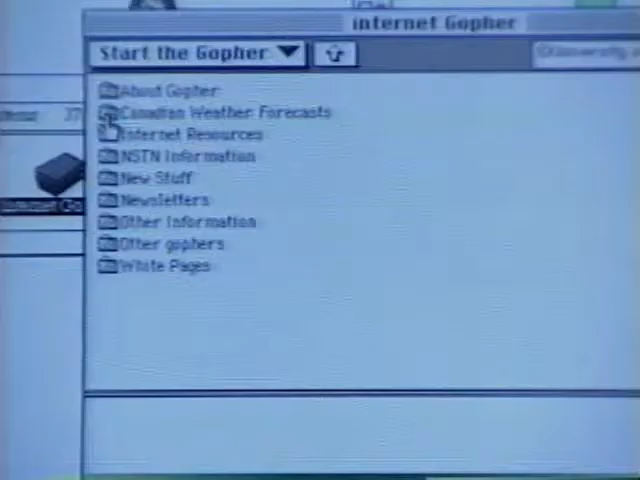 internet Gopher
Start the Gopher
About Gopher
Canadian Weather Forecasts
Internet Resources
NSTN Information
New Stuff
Newsletters
Other Information
Other gophers
White Pages